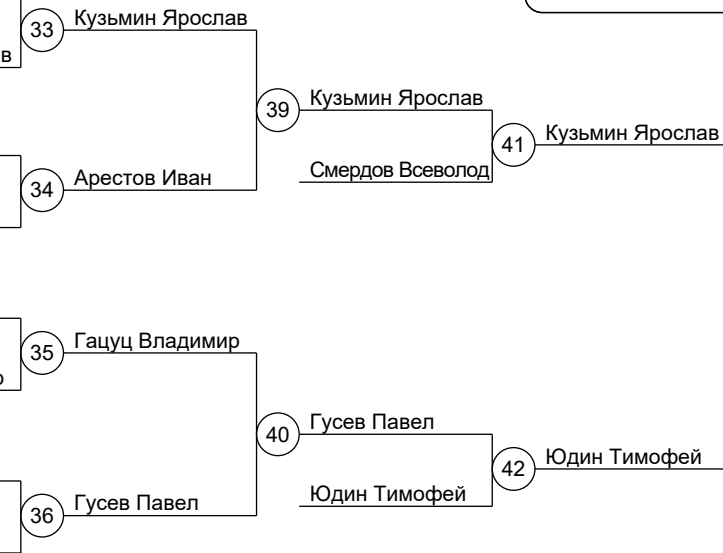 33
Кузьмин Ярослав
в
39
Кузьмин Ярослав
41
Кузьмин Ярослав
Смердов Всеволод
34
Арестов Иван
35
Гацуц Владимир
40
Гусев Павел
42
Юдин Тимофей
Юдин Тимофей
36
Гусев Павел